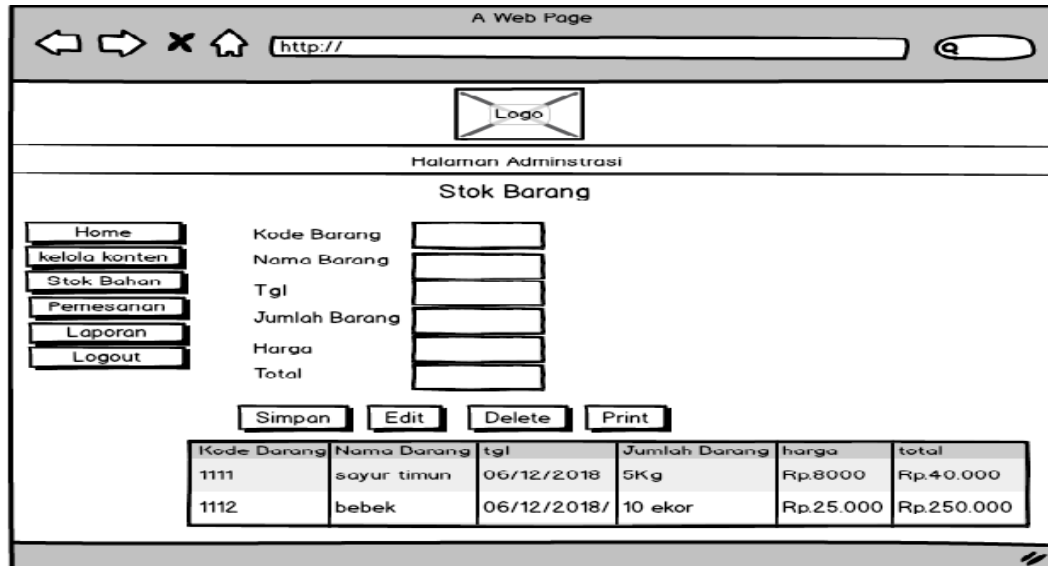 A Web Page
http://
Logo
Halaman Adminstrasi
Stok Barang
Home
kelola konten
Stok Bahan
Pemesanan
Laporan
Logout
Kode Barang
Nama Barang
Tgl
Jumlah Barang
Harga
Total
Simpan Edit Delete Print
Kode Barang Nama Barang tgl Jumlah Barang harga total
1111 sayur timun 06/12/2018 5Kg Rp.8000 Rp.40.000
1112 bebek 06/12/2018/ 10 ekor Rp.25.000 Rp.250.000